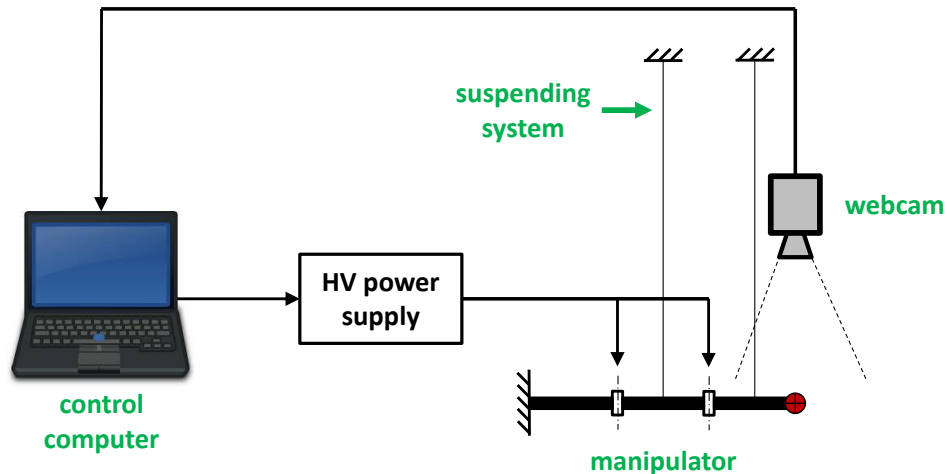 suspending
system
webcam
HV power
supply
control
computer
manipulator